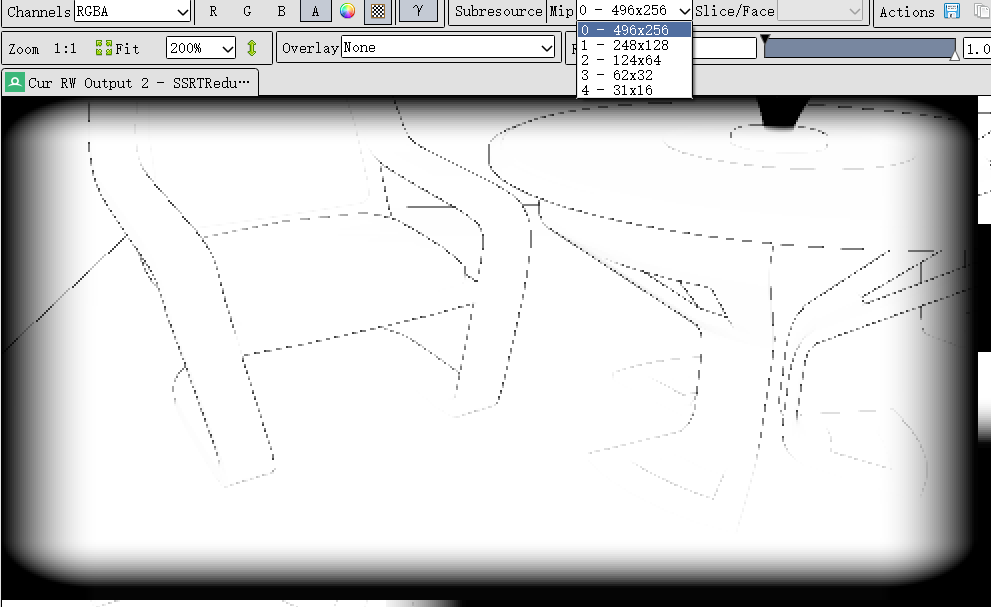 Channels RGBA R G B A γ Subresource Mip 0 - 496x256 Slice/Face Actions
Zoom 1:1 Fit 200% Overlay None 1.0
0 - 496x256
1 - 248x128
2 - 124x64
3 - 62x32
4 - 31x16
Cur RW Output 2 - SSRTRedu⋯